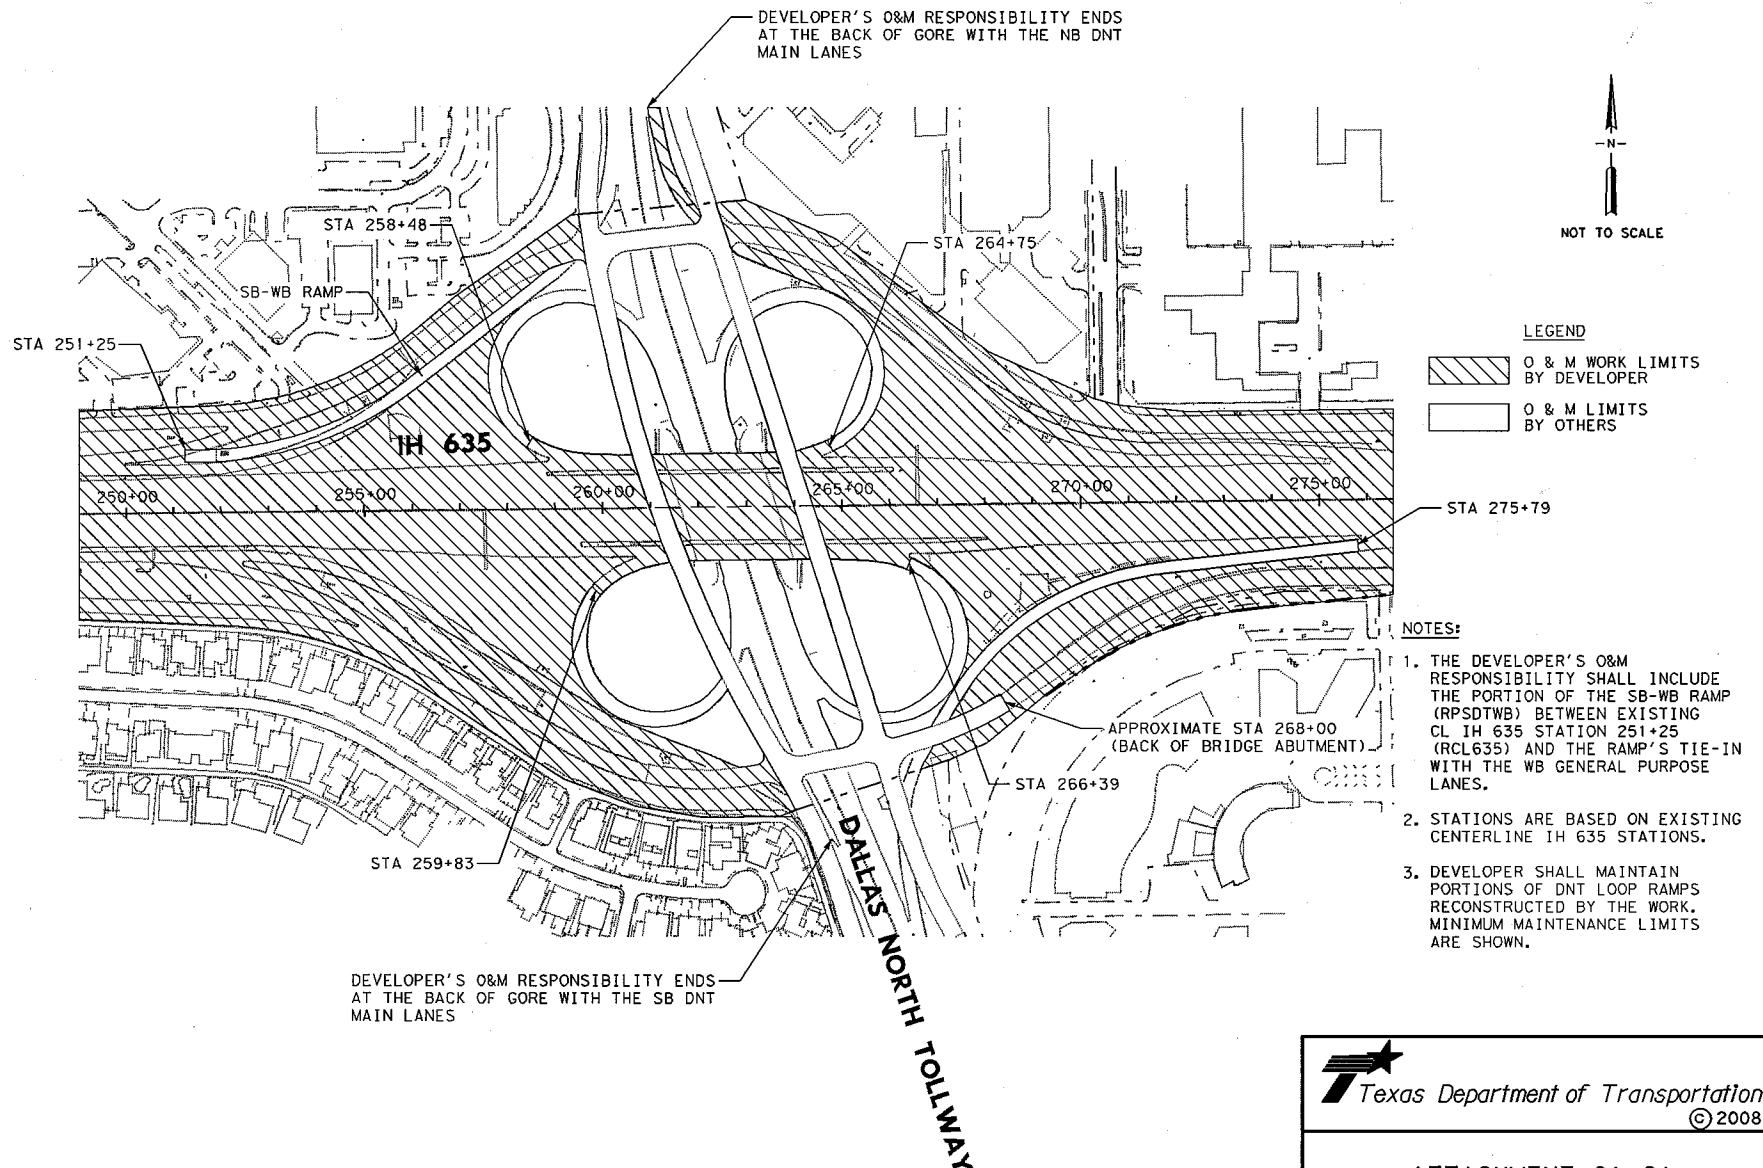 DEVELOPER'S O&M RESPONSIBILITY ENDS
AT THE BACK OF GORE WITH THE NB DNT
MAIN LANES
-N-
NOT TO SCALE
STA 258+48
STA 264+75
SB-WB RAMP
STA 251+25
LEGEND
O & M WORK LIMITS
BY DEVELOPER
O & M LIMITS
BY OTHERS
IH 635
250+00
255+00
260+00
265+00
270+00
275+00
STA 275+79
NOTES:
1. THE DEVELOPER'S O&M
RESPONSIBILITY SHALL INCLUDE
THE PORTION OF THE SB-WB RAMP
(RPSDTWB) BETWEEN EXISTING
CL IH 635 STATION 251+25
(RCL635) AND THE RAMP'S TIE-IN
WITH THE WB GENERAL PURPOSE
LANES.
2. STATIONS ARE BASED ON EXISTING
CENTERLINE IH 635 STATIONS.
3. DEVELOPER SHALL MAINTAIN
PORTIONS OF DNT LOOP RAMPS
RECONSTRUCTED BY THE WORK.
MINIMUM MAINTENANCE LIMITS
ARE SHOWN.
APPROXIMATE STA 268+00
(BACK OF BRIDGE ABUTMENT)
STA 266+39
STA 259+83
DALLAS NORTH TOLLWAY
DEVELOPER'S O&M RESPONSIBILITY ENDS
AT THE BACK OF GORE WITH THE SB DNT
MAIN LANES
Texas Department of Transportation
© 2008